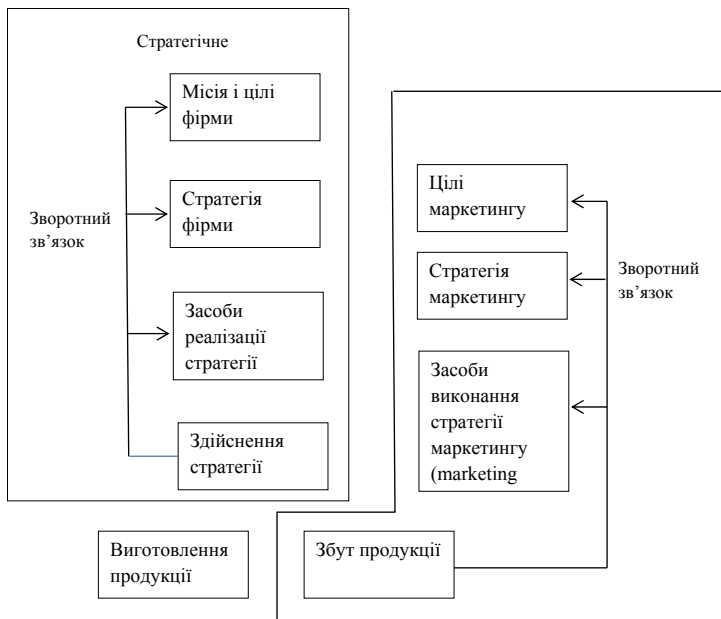 Стратегічне
Місія і цілі
фірми
Стратегія
фірми
Зворотний
зв’язок
Засоби
реалізації
стратегії
Здійснення
стратегії
Цілі
маркетингу
Стратегія
маркетингу
Зворотний
зв’язок
Засоби
виконання
стратегії
маркетингу
(marketing
Виготовлення
продукції
Збут продукції